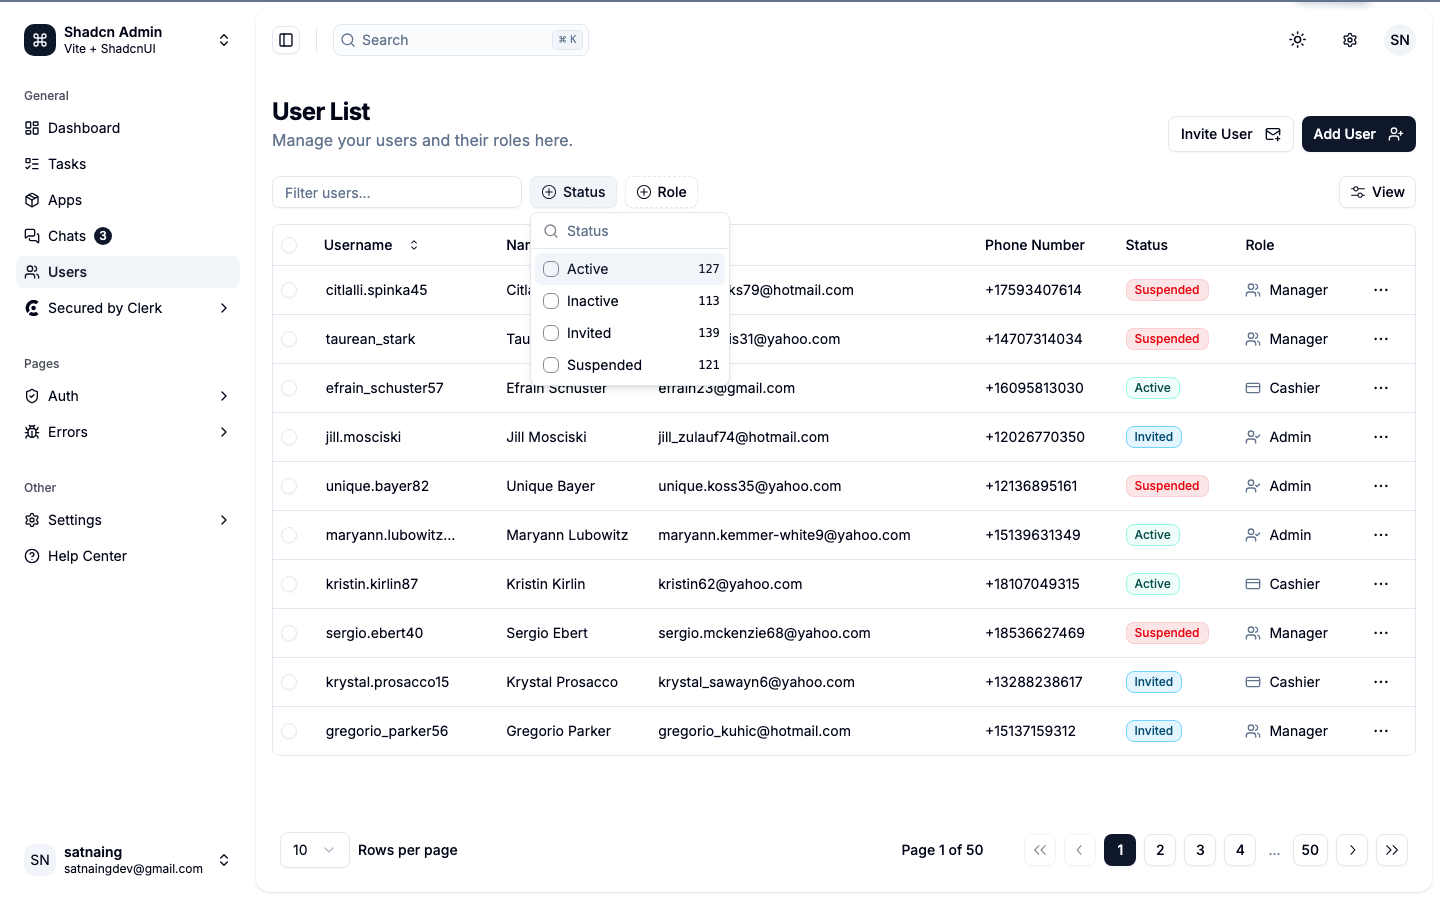 Shadcn Admin
Vite + ShadcnUI
General
Dashboard
Tasks
Apps
Chats 3
Users
Secured by Clerk
Pages
Auth
Errors
Other
Settings
Help Center
SN
satnaing
satnaingdev@gmail.com
Search ⌘ K
SN
User List
Manage your users and their roles here.
Invite User
Add User
Filter users...
Status
Role
View
Status
Active 127
Inactive 113
Invited 139
Suspended 121
Username Phone Number Status Role
citlalli.spinka45 +17593407614 Suspended Manager
taurean_stark +14707314034 Suspended Manager
efrain_schuster57 Efrain Schuster efrain23@gmail.com +16095813030 Active Cashier
jill.mosciski Jill Mosciski jill_zulauf74@hotmail.com +12026770350 Invited Admin
unique.bayer82 Unique Bayer unique.koss35@yahoo.com +12136895161 Suspended Admin
maryann.lubowitz... Maryann Lubowitz maryann.kemmer-white9@yahoo.com +15139631349 Active Admin
kristin.kirlin87 Kristin Kirlin kristin62@yahoo.com +18107049315 Active Cashier
sergio.ebert40 Sergio Ebert sergio.mckenzie68@yahoo.com +18536627469 Suspended Manager
krystal.prosacco15 Krystal Prosacco krystal_sawayn6@yahoo.com +13288238617 Invited Cashier
gregorio_parker56 Gregorio Parker gregorio_kuhic@hotmail.com +15137159312 Invited Manager
10 Rows per page
Page 1 of 50
1 2 3 4 ... 50